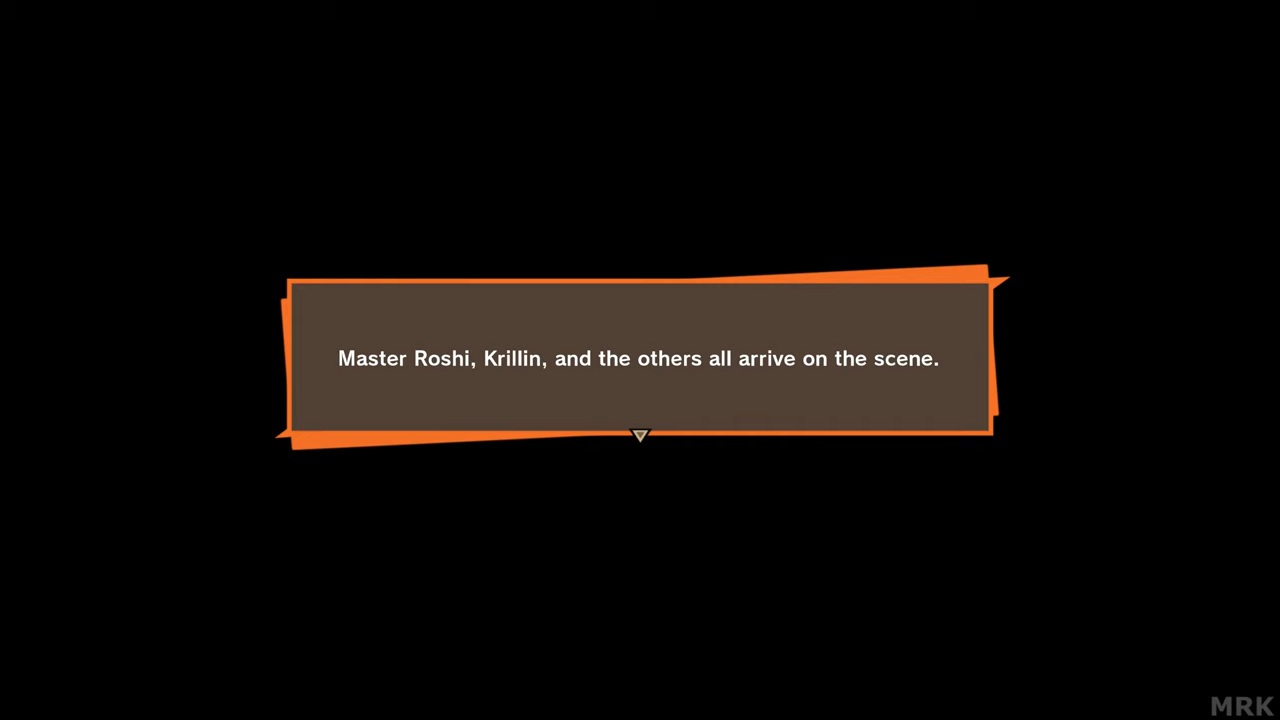 Master Roshi, Krillin, and the others all arrive on the scene.
MRK